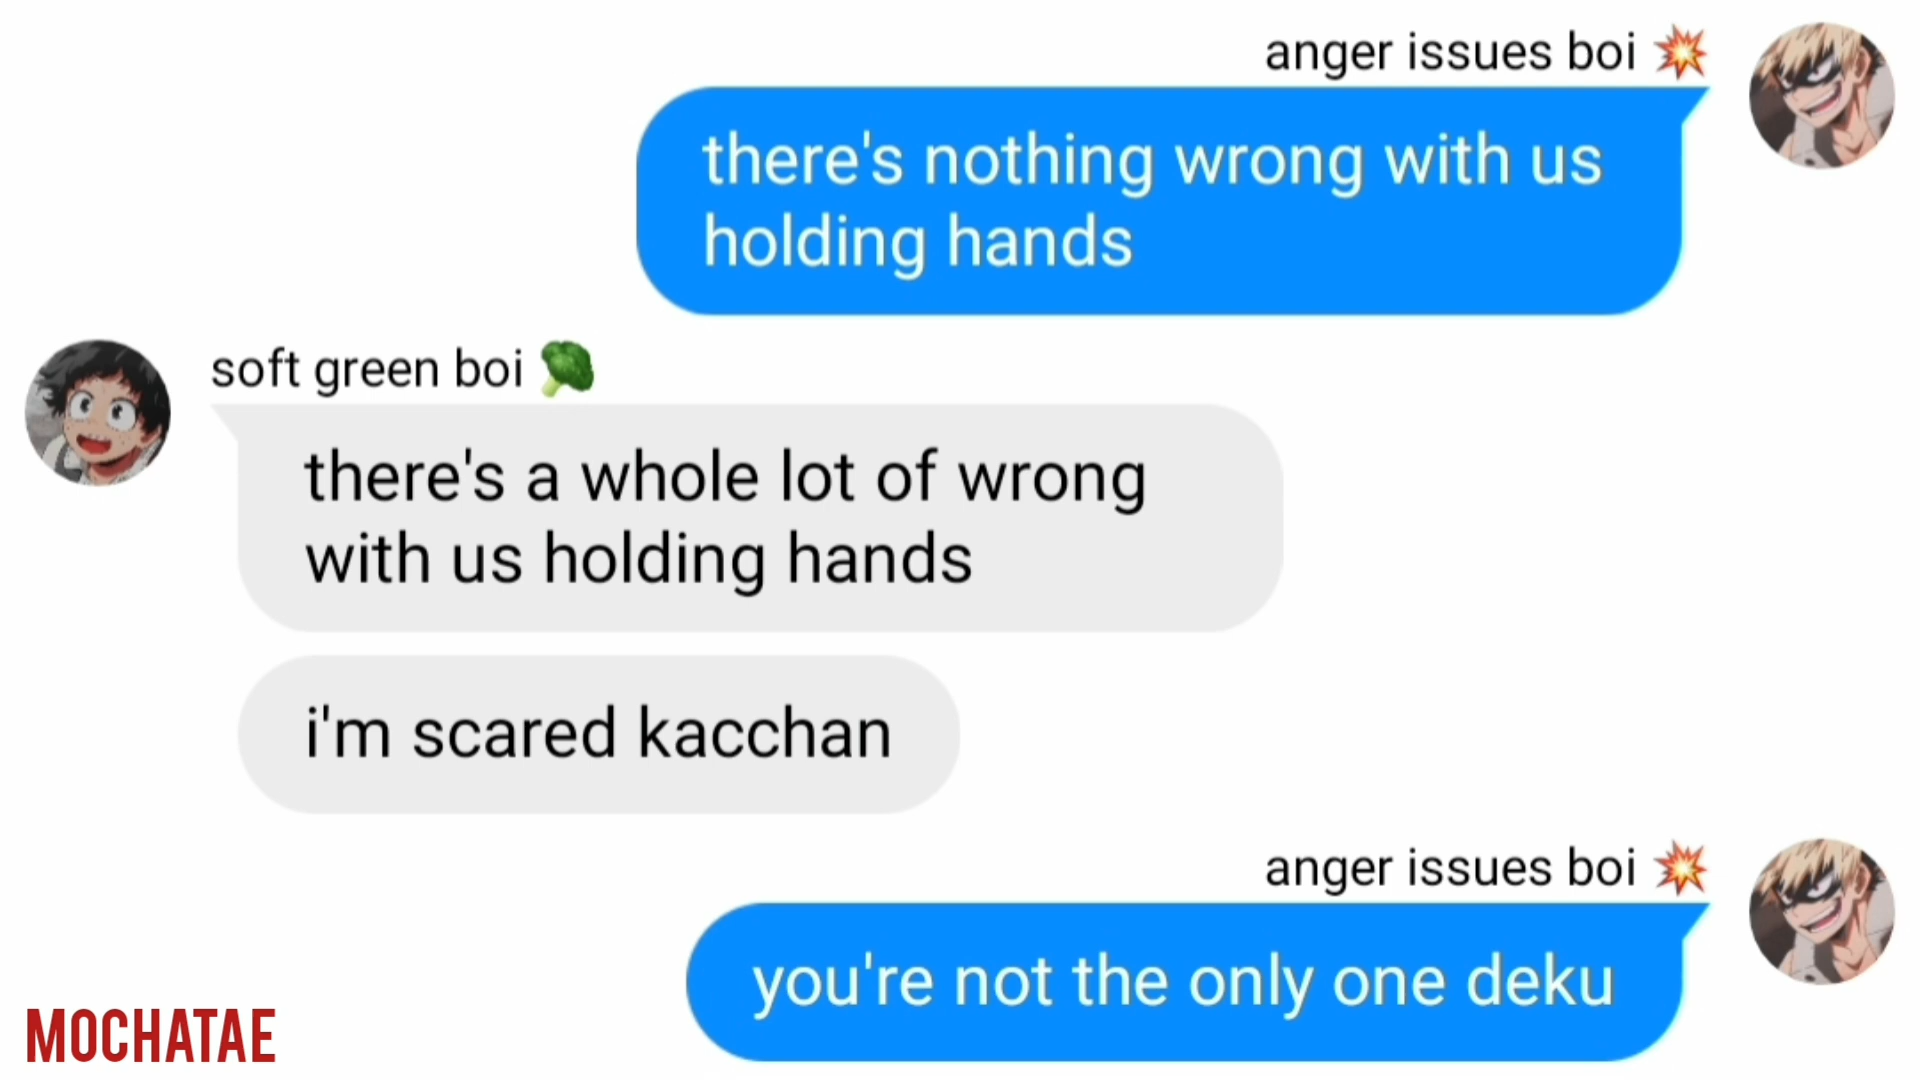 anger issues boi 💥
there's nothing wrong with us
holding hands
soft green boi 🥦
there's a whole lot of wrong
with us holding hands
i'm scared kacchan
anger issues boi 💥
you're not the only one deku
MOCHATAE